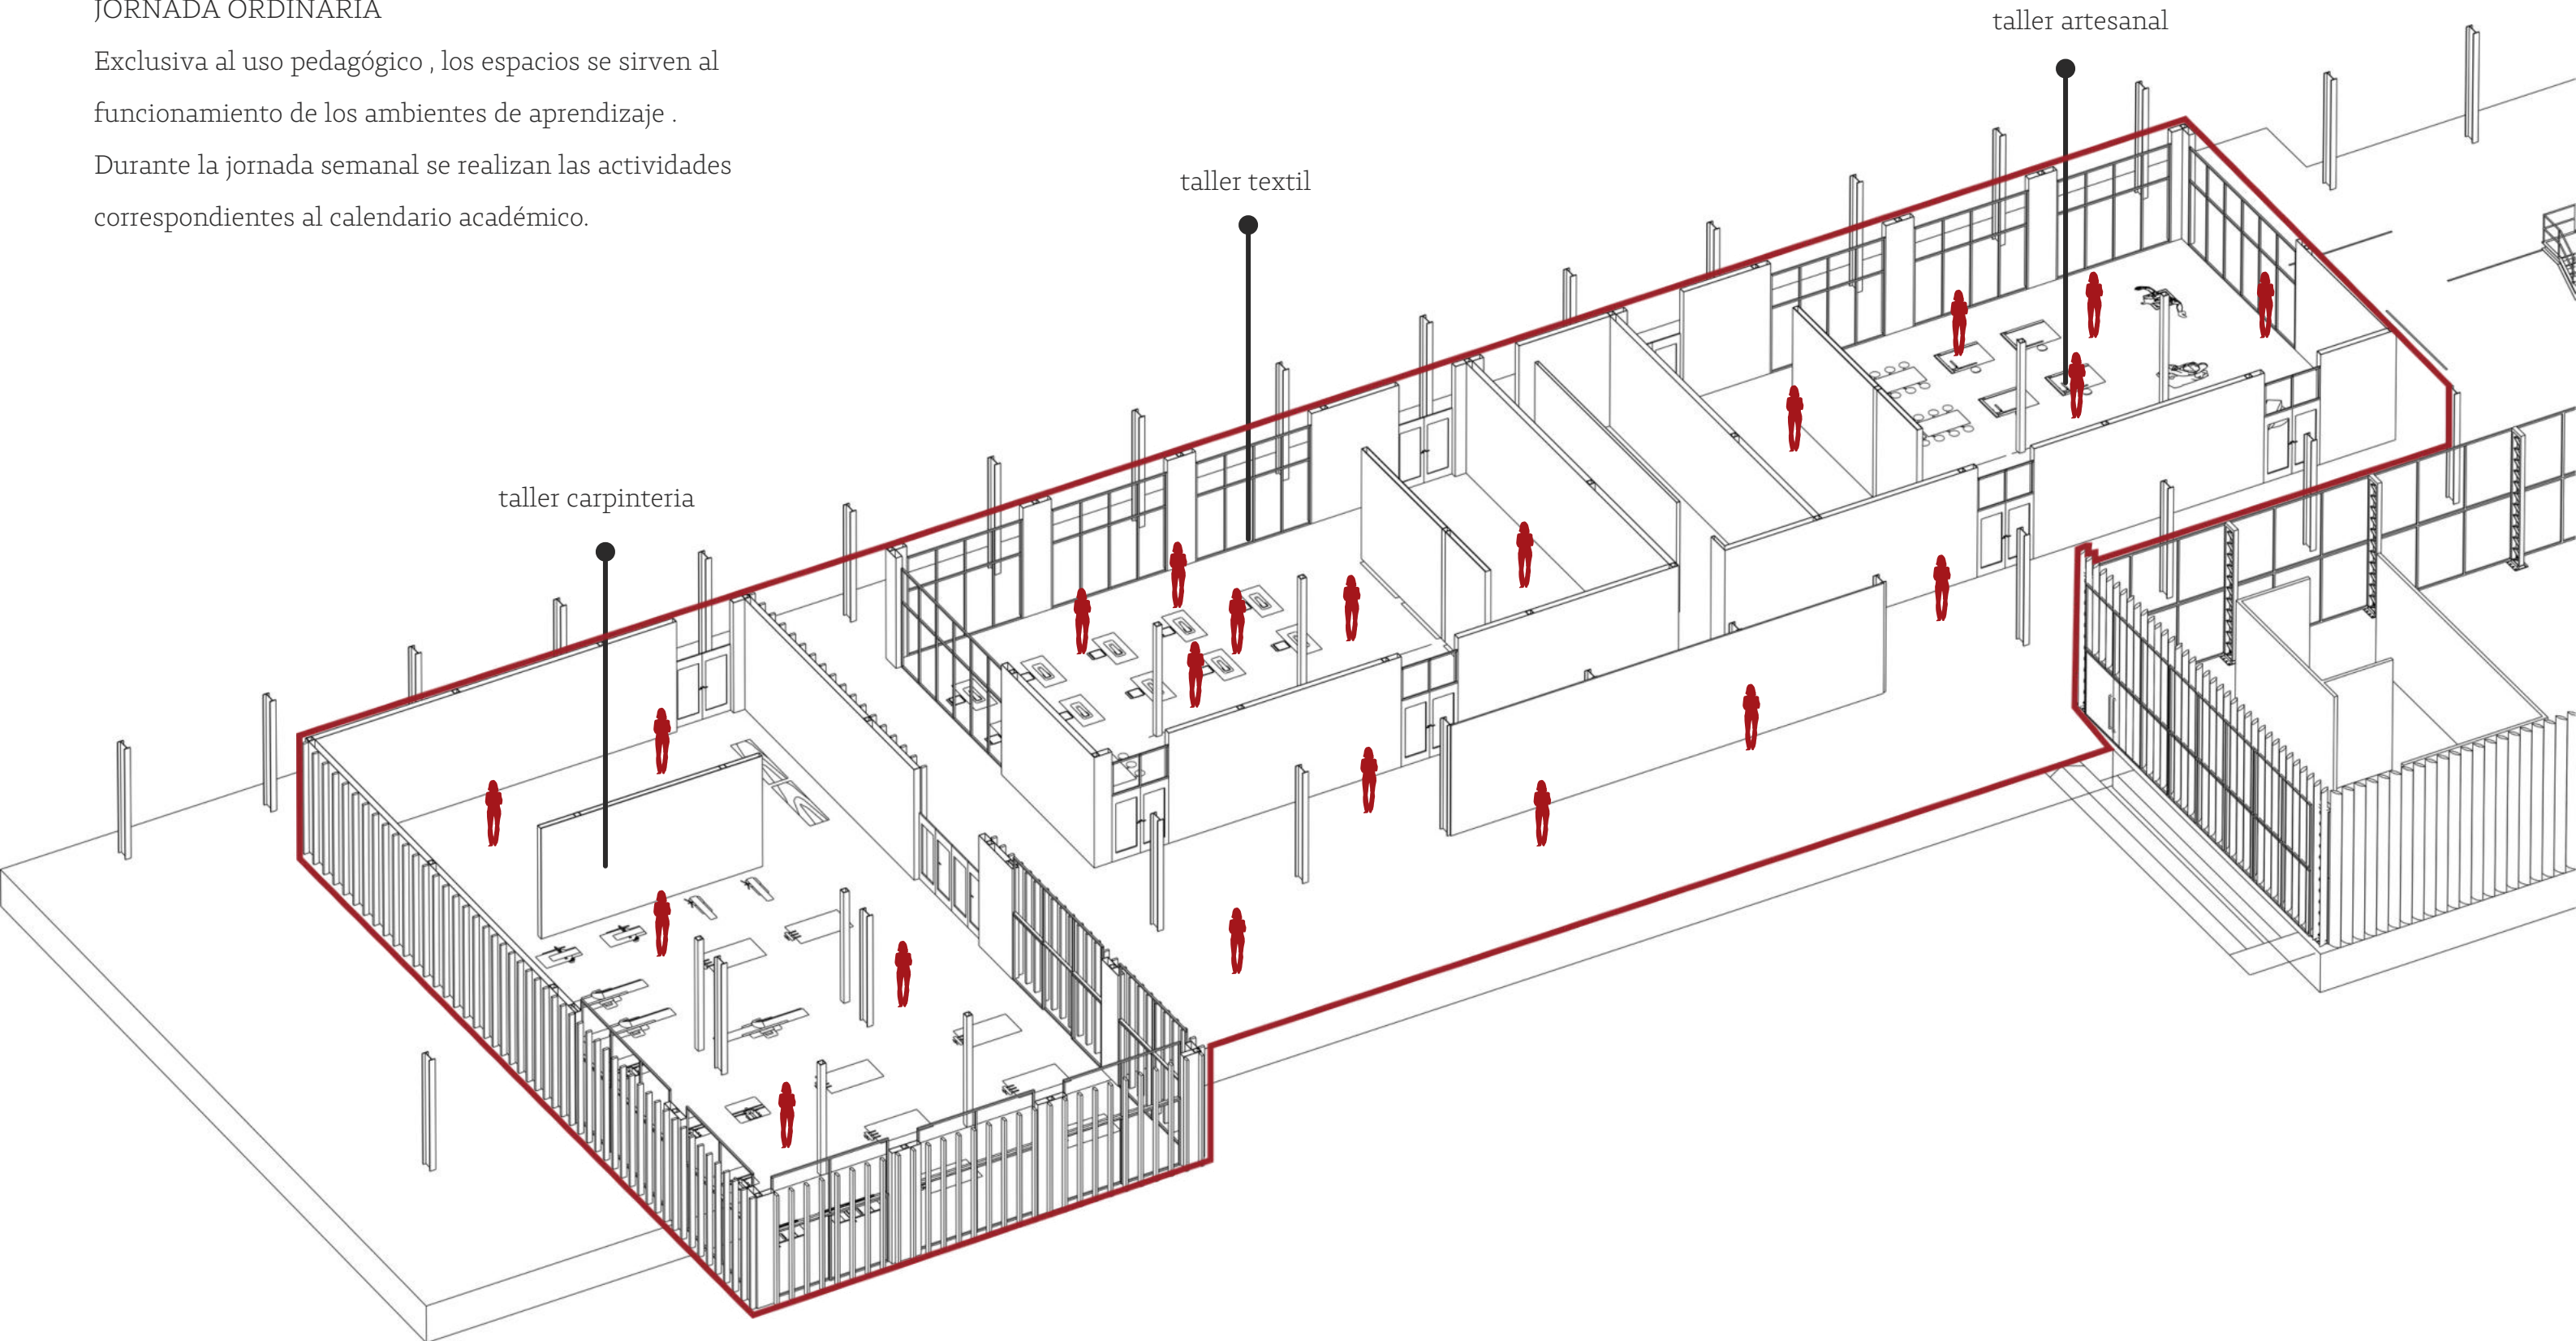 JORNADA ORDINARIA
Exclusiva al uso pedagógico , los espacios se sirven al
funcionamiento de los ambientes de aprendizaje .
Durante la jornada semanal se realizan las actividades
correspondientes al calendario académico.
taller artesanal
taller textil
taller carpinteria